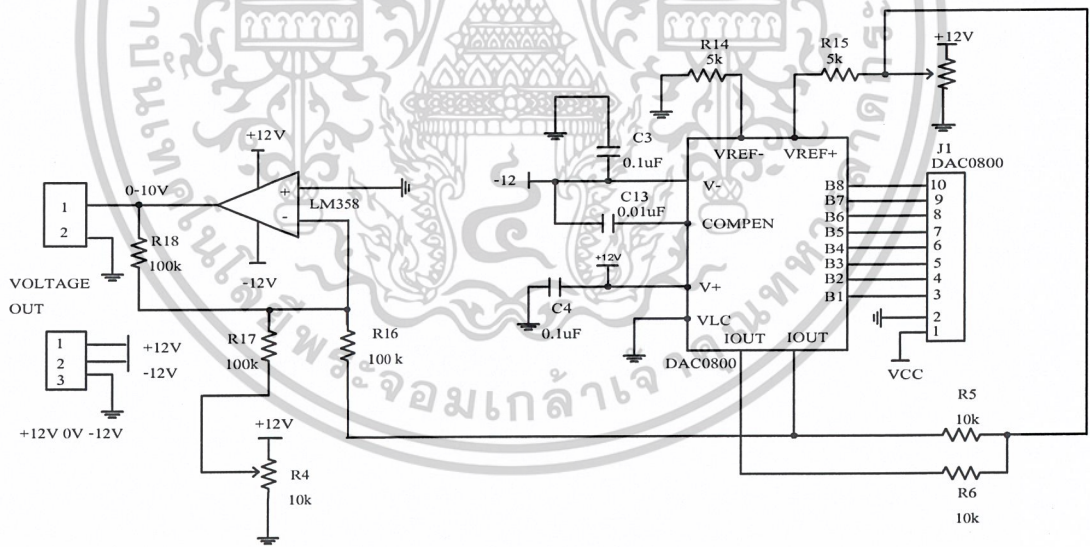 +12V
R14
5k
R15
5k
J1
DAC0800
+12V
C3
0.1uF
VREF-
VREF+
0-10V
LM358
+
-
-12
V-
C13
0.01uF
COMPEN
B8
B7
B6
B5
B4
B3
B2
B1
10
9
8
7
6
5
4
3
2
1
1
2
R18
100k
-12V
+12V
V+
C4
0.1uF
VLC
IOUT
IOUT
DAC0800
VCC
VOLTAGE
OUT
R17
100k
R16
100 k
1
2
3
+12V
-12V
+12V 0V -12V
+12V
R4
10k
R5
10k
R6
10k